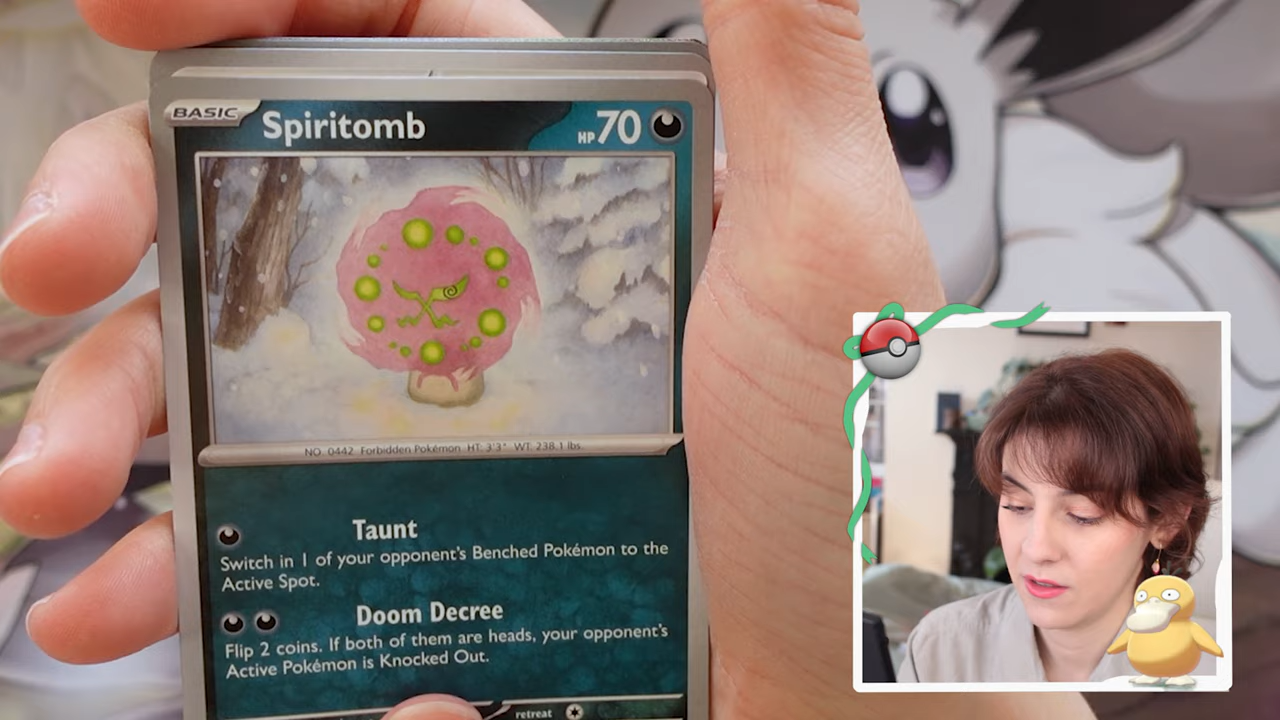 BASIC
Spiritomb
HP 70
NO. 0442 Forbidden Pokémon HT: 3'3" WT: 238.1 lbs.
Taunt
Switch in 1 of your opponent's Benched Pokémon to the
Active Spot.
Doom Decree
Flip 2 coins. If both of them are heads, your opponent's
Active Pokémon is Knocked Out.
retreat